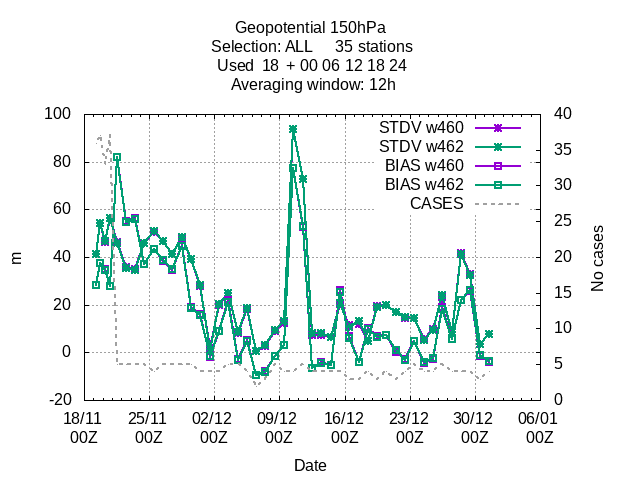 Geopotential 150hPa
Selection: ALL     35 stations
Used  18  + 00 06 12 18 24
Averaging window: 12h
STDV w460
STDV w462
BIAS w460
BIAS w462
CASES
m
100
80
60
40
20
0
-20
No cases
40
35
30
25
20
15
10
5
0
18/11 25/11 02/12 09/12 16/12 23/12 30/12 06/01
00Z 00Z 00Z 00Z 00Z 00Z 00Z 00Z
Date